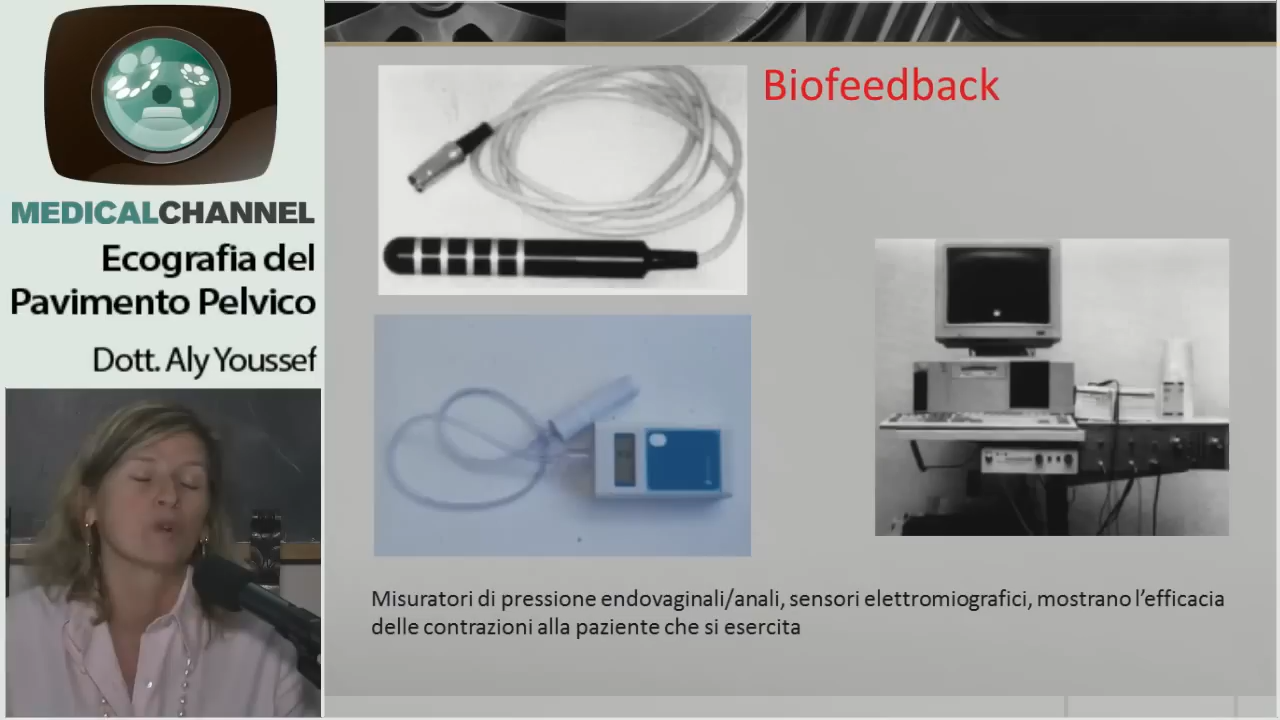 MEDICALCHANNEL
Ecografia del
Pavimento Pelvico
Dott. Aly Youssef
Biofeedback
Misuratori di pressione endovaginali/anali, sensori elettromiografici, mostrano l'efficacia
delle contrazioni alla paziente che si esercita